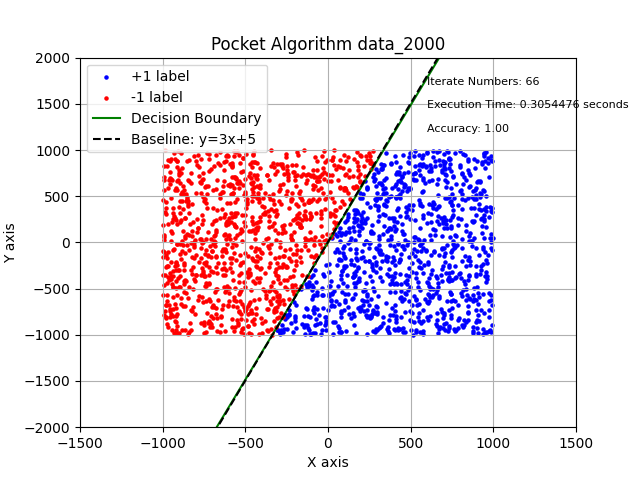 Pocket Algorithm data_2000
+1 label
-1 label
Decision Boundary
Baseline: y=3x+5
Iterate Numbers: 66
Execution Time: 0.3054476 seconds
Accuracy: 1.00
Y axis
2000
1500
1000
500
0
−500
−1000
−1500
−2000
−1500 −1000 −500 0 500 1000 1500
X axis